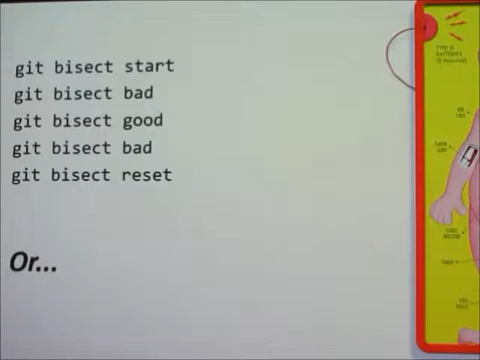 git bisect start
git bisect bad
git bisect good
git bisect bad
git bisect reset
Or...